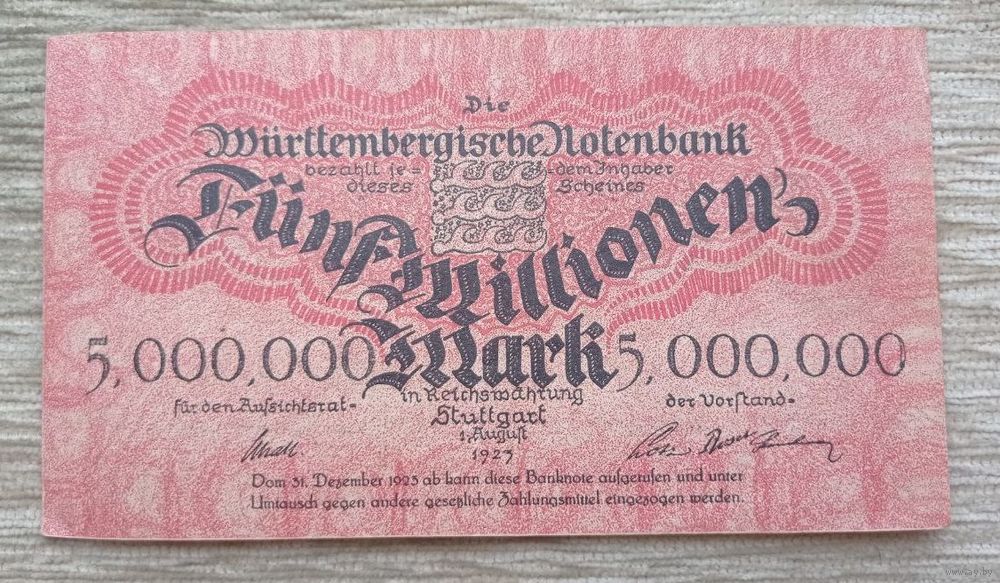 Die
Württembergische Notenbank
bezahlt je= =dem Inhaber
dieses Scheines
Fünf Millionen
Mark
5,000,000 5,000,000
in Reichswährung
für den Aufsichtsrat= der Vorstand=
Stuttgart
1. August
1923
Dom 31. Dezember 1923 ab kann diese Banknote aufgerufen und unter
Umtausch gegen andere gesetzliche Zahlungsmittel eingezogen werden.